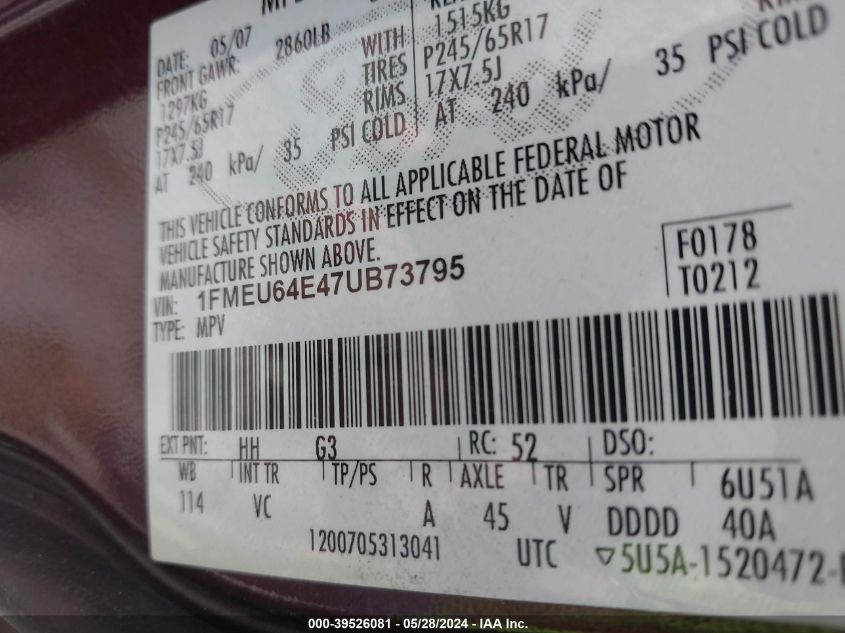 DATE: 05/07
FRONT GAWR: 2860LB
1297KG WITH 1515KG
P245/65R17 TIRES P245/65R17
17X7.5J RIMS 17X7.5J
AT 240 kPa/ 35 PSI COLD AT 240 kPa/ 35 PSI COLD
THIS VEHICLE CONFORMS TO ALL APPLICABLE FEDERAL MOTOR
VEHICLE SAFETY STANDARDS IN EFFECT ON THE DATE OF
MANUFACTURE SHOWN ABOVE.
VIN: 1FMEU64E47UB73795
F0178
TYPE: MPV
T0212
EXT PNT: HH G3 RC: 52 DSO:
WB INT TR TP/PS R AXLE TR SPR 6U51A
114 VC A 45 V DDDD 40A
1200705313041 UTC ▽5U5A-1520472-
000-39526081 - 05/28/2024 - IAA Inc.